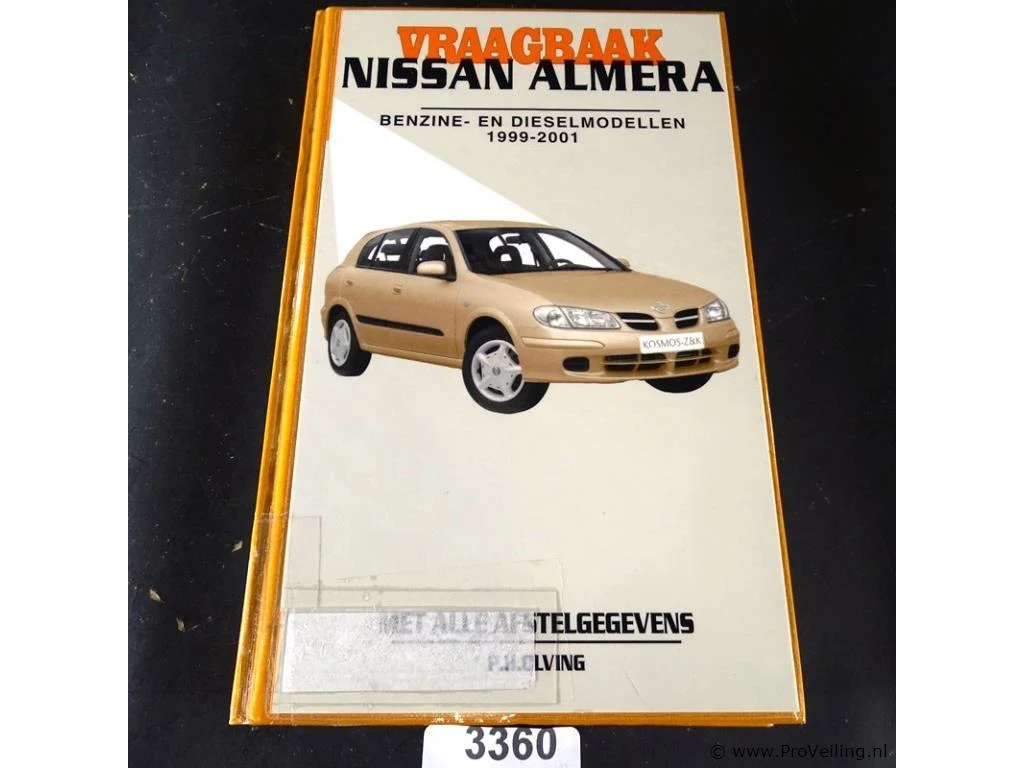 VRAAGBAAK
NISSAN ALMERA
BENZINE- EN DIESELMODELLEN
1999-2001
KOSMOS-Z&K
MET ALLE AFSTELGEGEVENS
P.H.OLVING
3360
© www.ProVeiling.nl